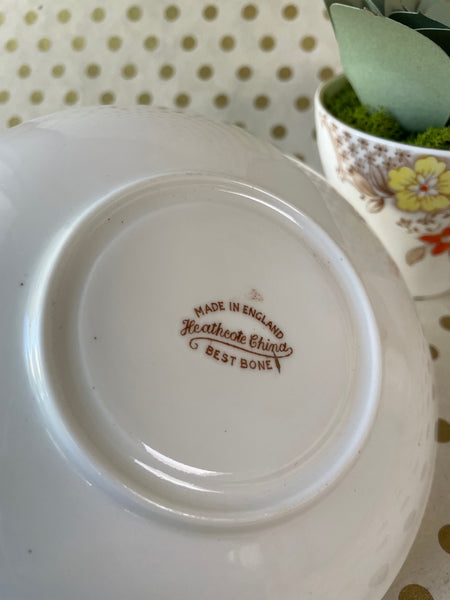 MADE IN ENGLAND
Heathcote China
BEST BONE